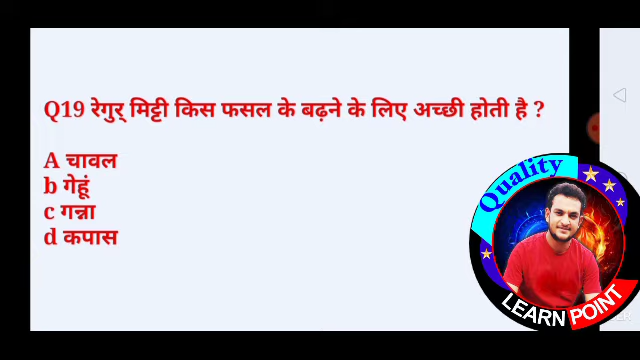 Q19 रेगुर् मिट्टी किस फसल के बढ़ने के लिए अच्छी होती है ?
A चावल
b गेहूं
c गन्ना
d कपास
Quality
LEARN POINT